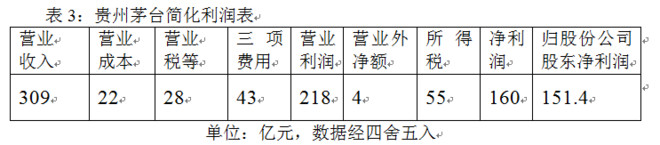 表 3：贵州茅台简化利润表
营业收入 营业成本 营业税等 三项费用 营业利润 营业外净额 所得税 净利润 归股份公司股东净利润
309 22 28 43 218 4 55 160 151.4
单位：亿元，数据经四舍五入